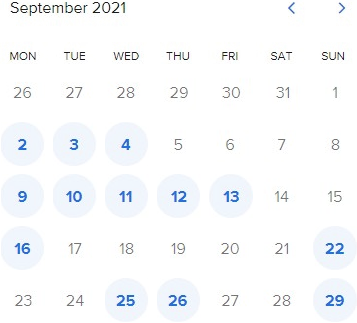 September 2021
MON TUE WED THU FRI SAT SUN
26 27 28 29 30 31 1
2 3 4 5 6 7 8
9 10 11 12 13 14 15
16 17 18 19 20 21 22
23 24 25 26 27 28 29